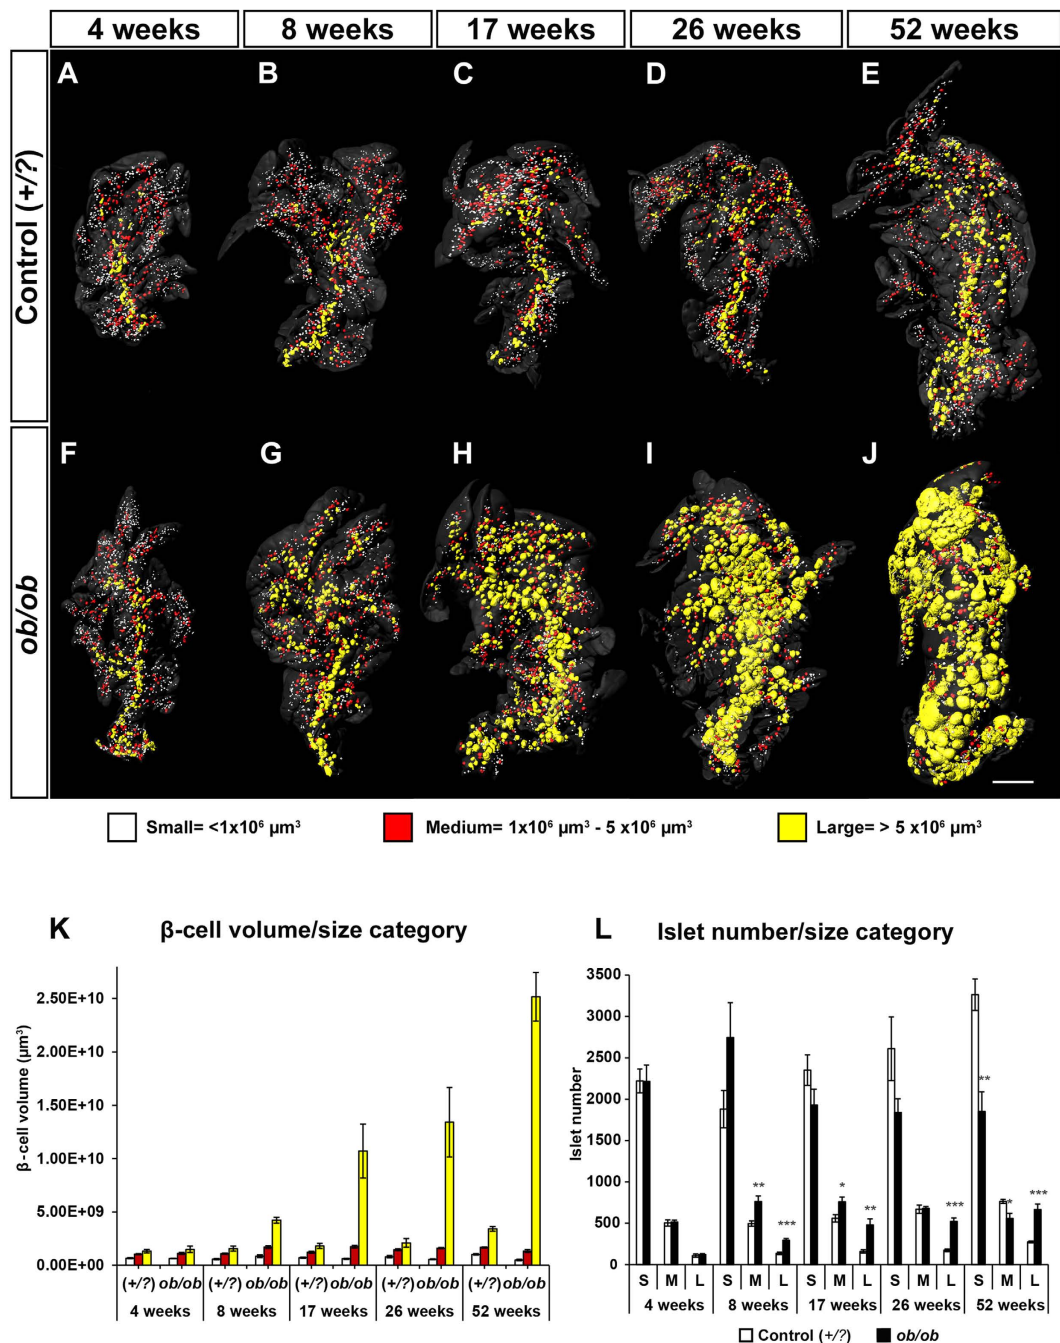 4 weeks 8 weeks 17 weeks 26 weeks 52 weeks
Control (+/?)
A B C D E
ob/ob
F G H I J
Small= <1x10⁶ µm³ Medium= 1x10⁶ µm³ - 5 x10⁶ µm³ Large= > 5 x10⁶ µm³
K β-cell volume/size category
β-cell volume (µm³)
2.50E+10
2.00E+10
1.50E+10
1.00E+10
5.00E+09
0.00E+00
(+/?) ob/ob (+/?) ob/ob (+/?) ob/ob (+/?) ob/ob (+/?) ob/ob
4 weeks 8 weeks 17 weeks 26 weeks 52 weeks
L Islet number/size category
Islet number
3500
3000
2500
2000
1500
1000
500
0
** *** * ** *** ** * ***
S M L S M L S M L S M L S M L
4 weeks 8 weeks 17 weeks 26 weeks 52 weeks
Control (+/?) ob/ob